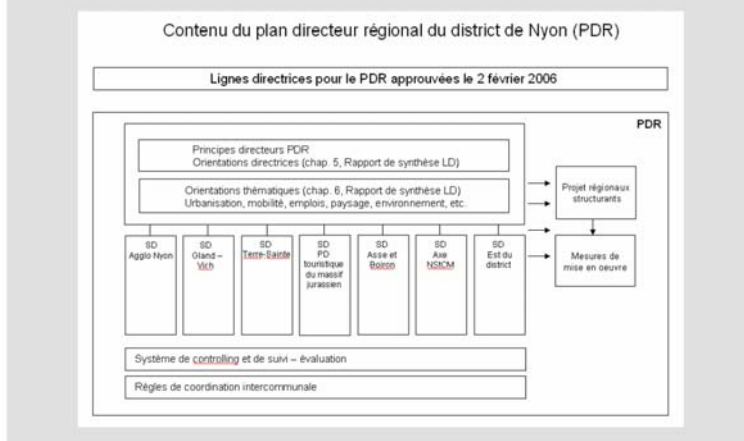 Contenu du plan directeur régional du district de Nyon (PDR)
Lignes directrices pour le PDR approuvées le 2 février 2006
PDR
Principes directeurs PDR
Orientations directrices (chap. 5, Rapport de synthèse LD)
Orientations thématiques (chap. 6, Rapport de synthèse LD)
Urbanisation, mobilité, emplois, paysage, environnement, etc.
Projet régionaux
structurants
Mesures de
mise en oeuvre
SD
Agglo Nyon
SD
Gland –
Vich
SD
Terre-Sainte
SD
PD
touristique
du massif
jurassien
SD
Asse et
Boiron
SD
Axe
NStCM
SD
Est du
district
Système de controlling et de suivi – évaluation
Règles de coordination intercommunale